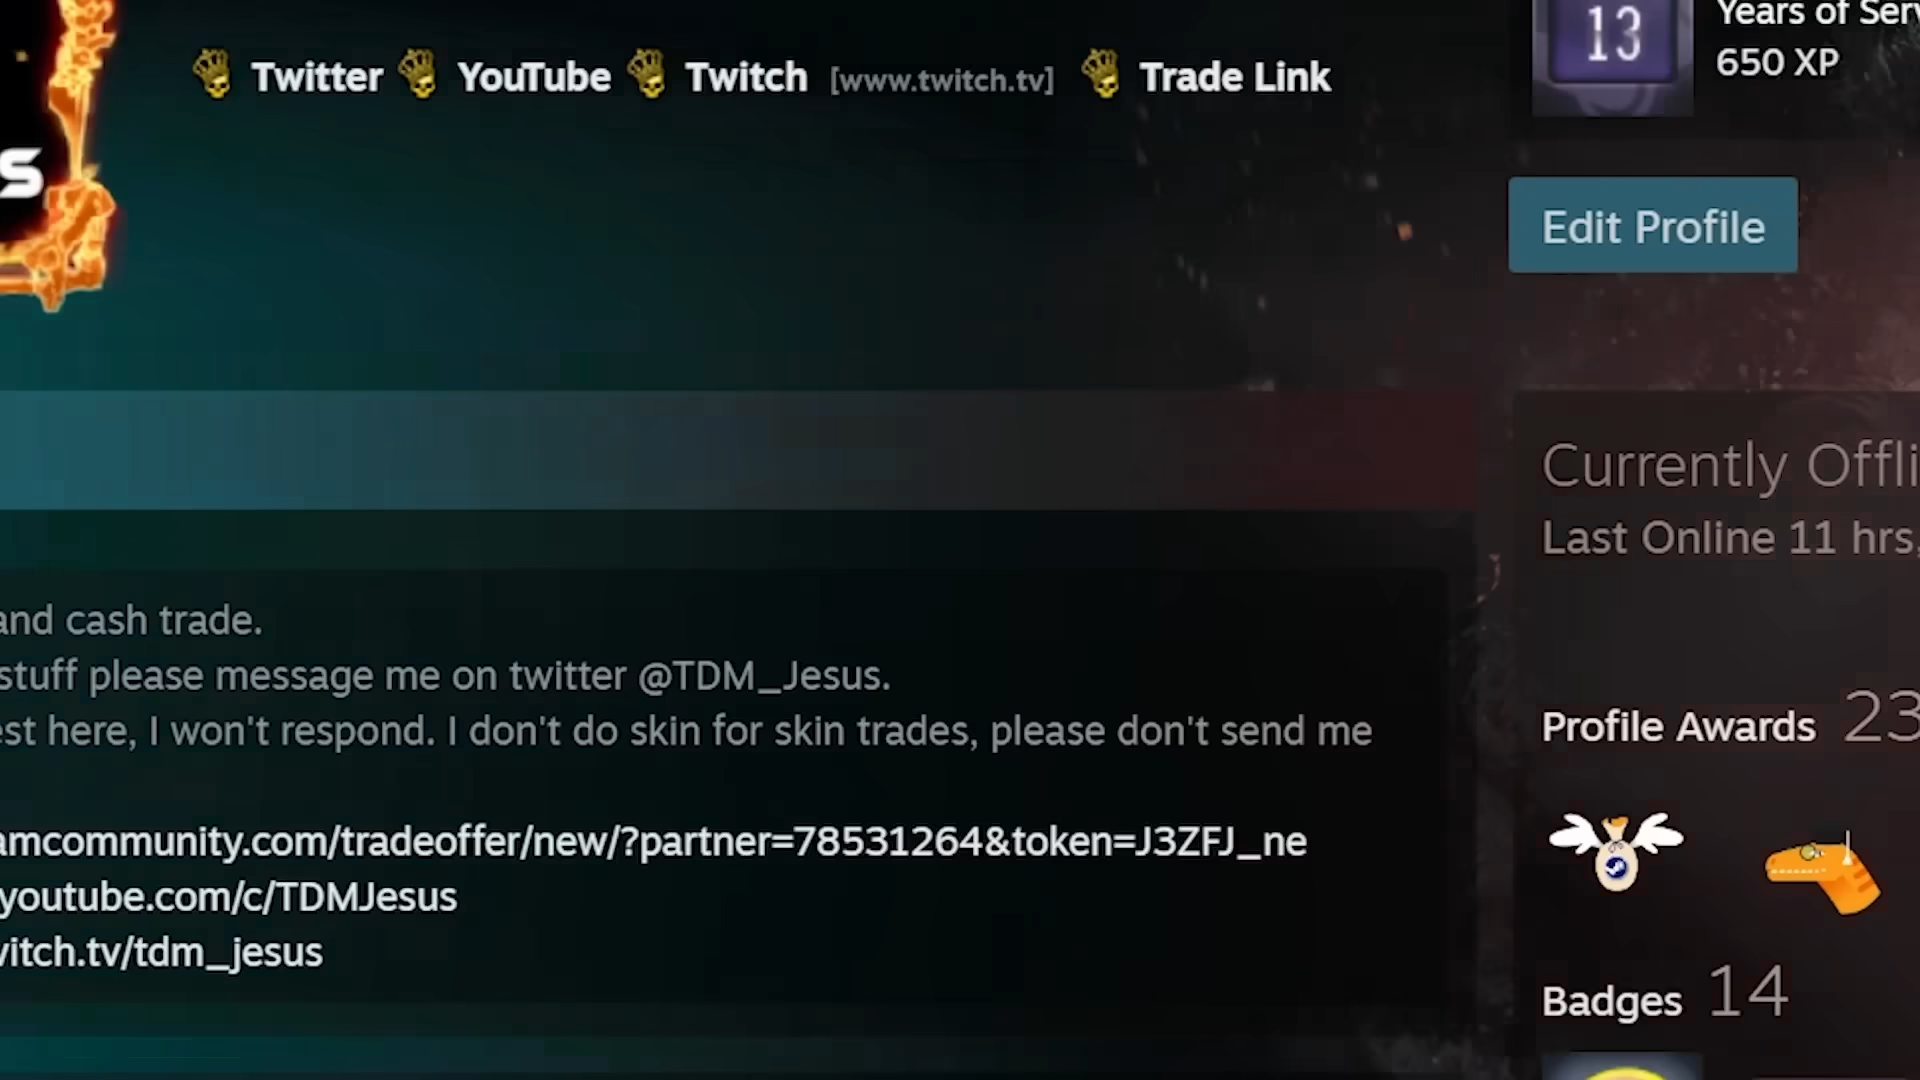 13
Years of Serv
650 XP
Twitter YouTube Twitch [www.twitch.tv] Trade Link
s
Edit Profile
Currently Offli
Last Online 11 hrs,
and cash trade.
stuff please message me on twitter @TDM_Jesus.
est here, I won't respond. I don't do skin for skin trades, please don't send me
Profile Awards 23
amcommunity.com/tradeoffer/new/?partner=78531264&token=J3ZFJ_ne
youtube.com/c/TDMJesus
vitch.tv/tdm_jesus
Badges 14